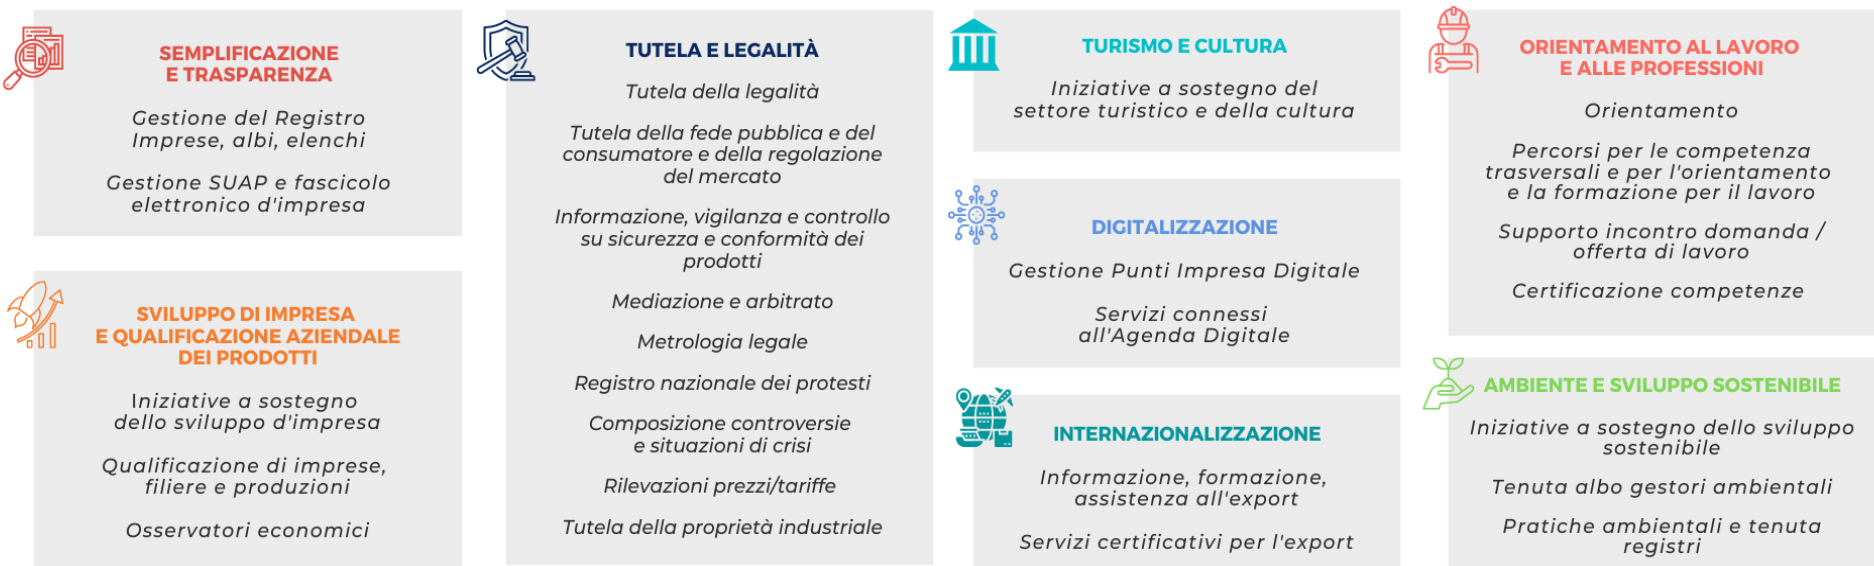 SEMPLIFICAZIONE
E TRASPARENZA
Gestione del Registro
Imprese, albi, elenchi
Gestione SUAP e fascicolo
elettronico d'impresa
SVILUPPO DI IMPRESA
E QUALIFICAZIONE AZIENDALE
DEI PRODOTTI
Iniziative a sostegno
dello sviluppo d'impresa
Qualificazione di imprese,
filiere e produzioni
Osservatori economici
TUTELA E LEGALITÀ
Tutela della legalità
Tutela della fede pubblica e del
consumatore e della regolazione
del mercato
Informazione, vigilanza e controllo
su sicurezza e conformità dei
prodotti
Mediazione e arbitrato
Metrologia legale
Registro nazionale dei protesti
Composizione controversie
e situazioni di crisi
Rilevazioni prezzi/tariffe
Tutela della proprietà industriale
TURISMO E CULTURA
Iniziative a sostegno del
settore turistico e della cultura
DIGITALIZZAZIONE
Gestione Punti Impresa Digitale
Servizi connessi
all'Agenda Digitale
INTERNAZIONALIZZAZIONE
Informazione, formazione,
assistenza all'export
Servizi certificativi per l'export
ORIENTAMENTO AL LAVORO
E ALLE PROFESSIONI
Orientamento
Percorsi per le competenza
trasversali e per l'orientamento
e la formazione per il lavoro
Supporto incontro domanda /
offerta di lavoro
Certificazione competenze
AMBIENTE E SVILUPPO SOSTENIBILE
Iniziative a sostegno dello sviluppo
sostenibile
Tenuta albo gestori ambientali
Pratiche ambientali e tenuta
registri